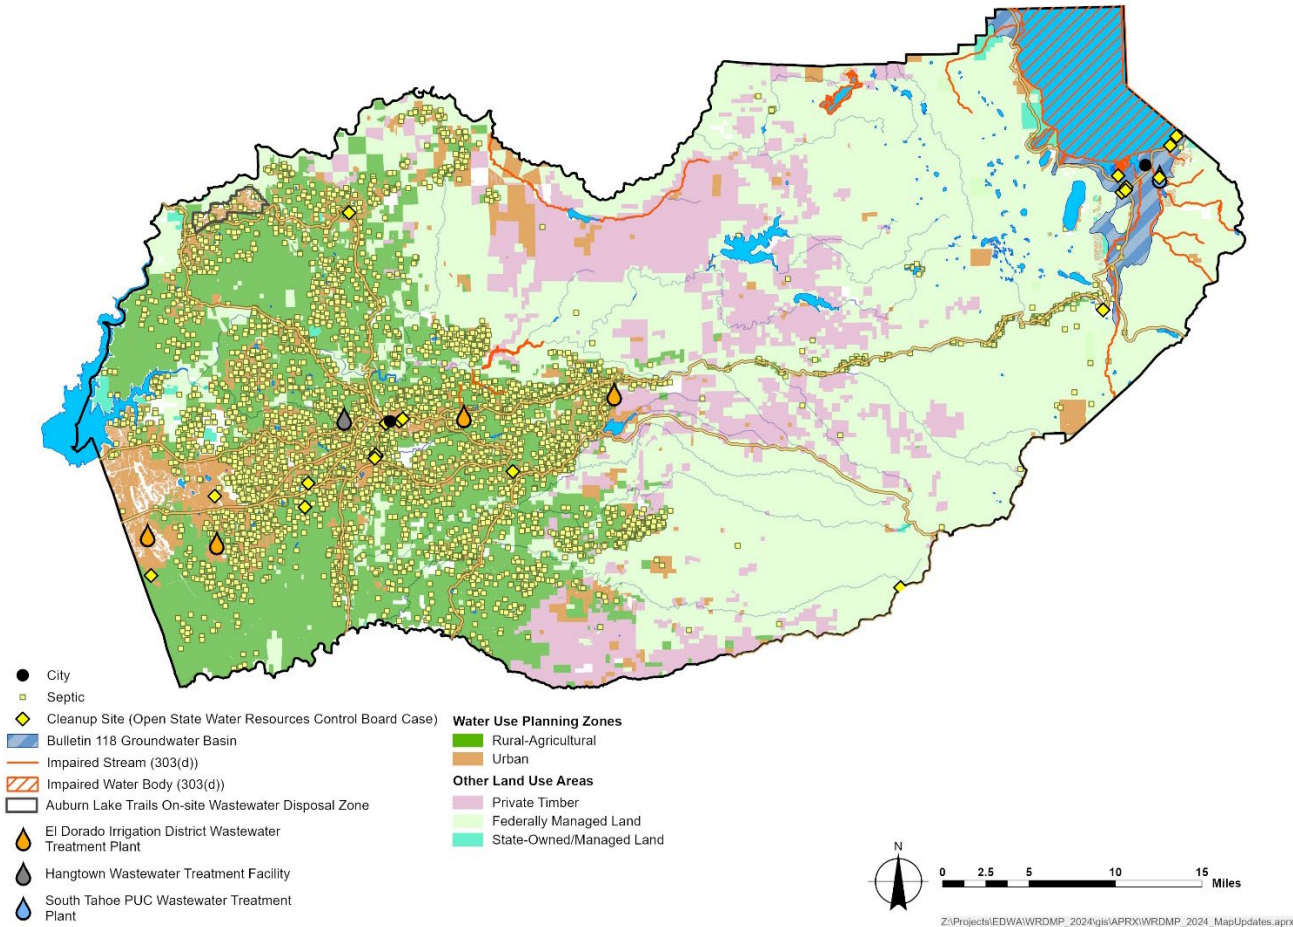 City
Septic
Cleanup Site (Open State Water Resources Control Board Case)
Bulletin 118 Groundwater Basin
Impaired Stream (303(d))
Impaired Water Body (303(d))
Auburn Lake Trails On-site Wastewater Disposal Zone
El Dorado Irrigation District Wastewater
Treatment Plant
Hangtown Wastewater Treatment Facility
South Tahoe PUC Wastewater Treatment
Plant
Water Use Planning Zones
Rural-Agricultural
Urban
Other Land Use Areas
Private Timber
Federally Managed Land
State-Owned/Managed Land
N
0 2.5 5 10 15
Miles
Z:\Projects\EDWA\WRDMP_2024\gis\APRX\WRDMP_2024_MapUpdates.aprx